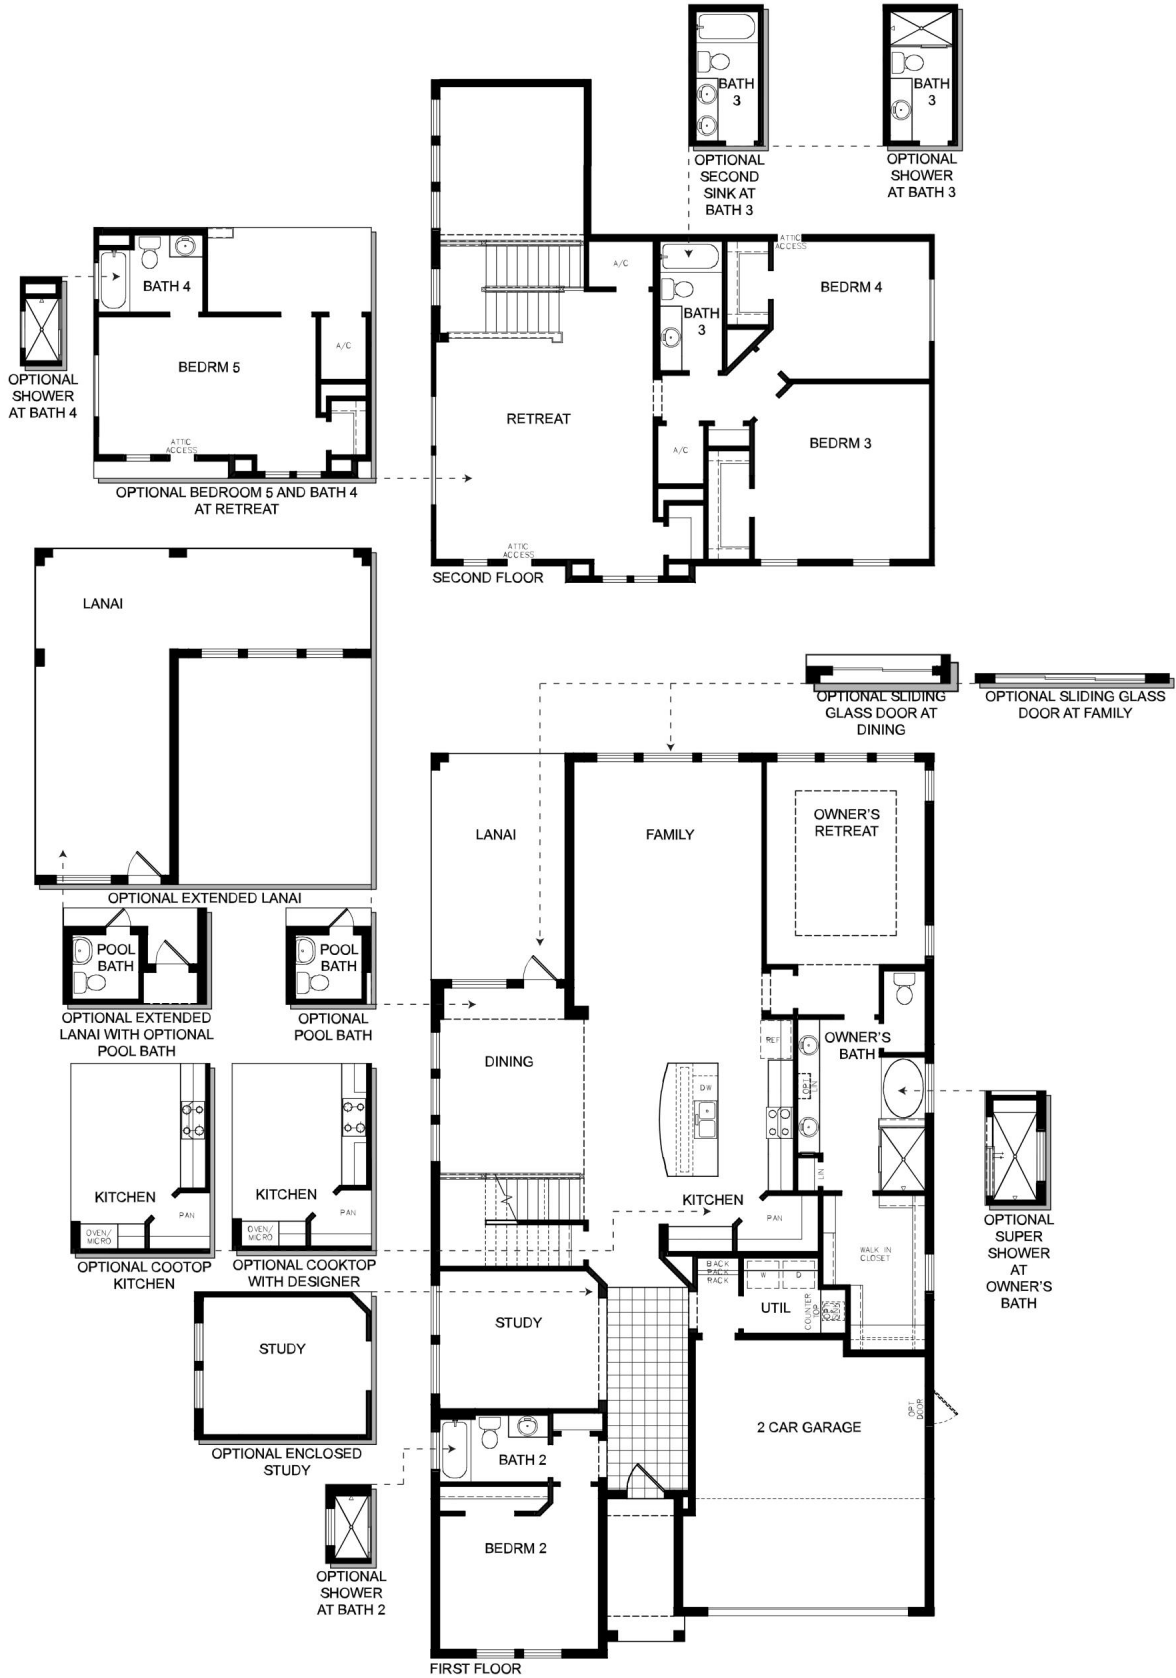 BATH
3
OPTIONAL
SECOND
SINK AT
BATH 3
BATH
3
OPTIONAL
SHOWER
AT BATH 3
ATTIC
ACCESS
A/C
BEDRM 4
BATH
3
RETREAT
BEDRM 3
A/C
ATTIC
ACCESS
SECOND FLOOR
BATH 4
A/C
BEDRM 5
OPTIONAL
SHOWER
AT BATH 4
ATTIC
ACCESS
OPTIONAL BEDROOM 5 AND BATH 4
AT RETREAT
LANAI
OPTIONAL EXTENDED LANAI
POOL
BATH
OPTIONAL EXTENDED
LANAI WITH OPTIONAL
POOL BATH
POOL
BATH
OPTIONAL
POOL BATH
KITCHEN
PAN
OVEN/
MICRO
OPTIONAL COOTOP
KITCHEN
KITCHEN
PAN
OVEN/
MICRO
OPTIONAL COOKTOP
WITH DESIGNER
STUDY
OPTIONAL ENCLOSED
STUDY
OPTIONAL
SHOWER
AT BATH 2
OPTIONAL SLIDING
GLASS DOOR AT
DINING
OPTIONAL SLIDING GLASS
DOOR AT FAMILY
LANAI
FAMILY
OWNER'S
RETREAT
DINING
REF
OWNER'S
BATH
DW
OPT
LIN
LIN
KITCHEN
PAN
WALK IN
CLOSET
OPTIONAL
SUPER
SHOWER
AT
OWNER'S
BATH
BACK
PACK
RACK
W
D
UTIL
COUNTER
TOP
STUDY
2 CAR GARAGE
OPT
DOOR
BATH 2
BEDRM 2
FIRST FLOOR